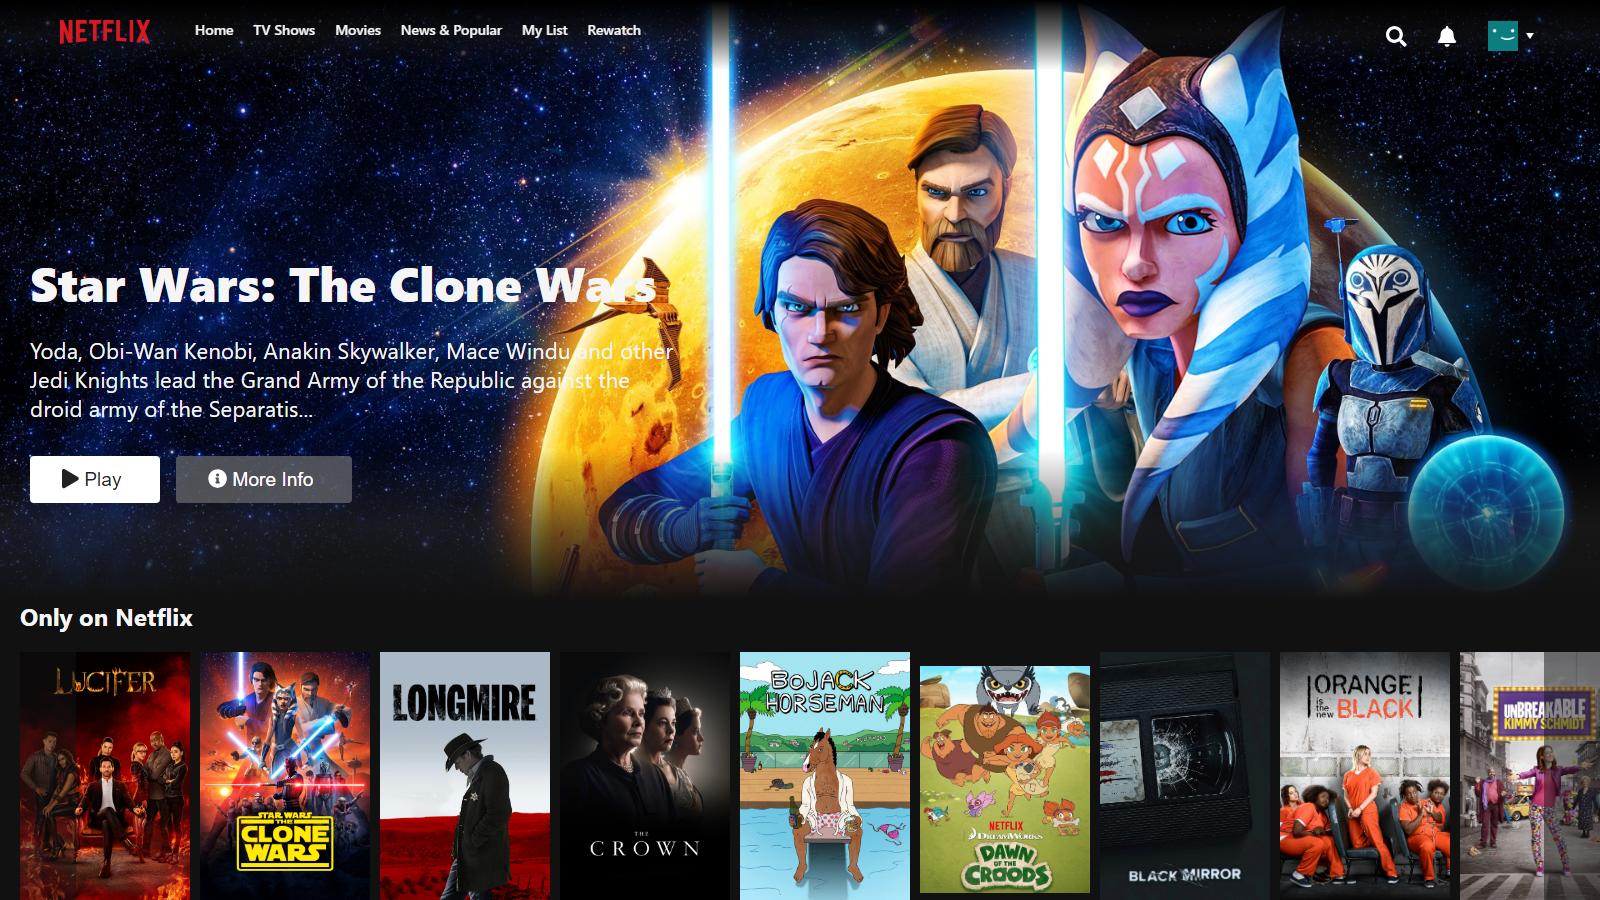 NETFLIX
Home TV Shows Movies News & Popular My List Rewatch
Star Wars: The Clone Wars
Yoda, Obi-Wan Kenobi, Anakin Skywalker, Mace Windu and other
Jedi Knights lead the Grand Army of the Republic against the
droid army of the Separatis...
Play
More Info
Only on Netflix
LUCIFER
STAR WARS
THE
CLONE
WARS
LONGMIRE
THE
CROWN
BOJACK
HORSEMAN
NETFLIX
DREAMWORKS
DAWN
OF THE
CROODS
BLACK MIRROR
ORANGE
is the new BLACK
UNBREAKABLE
KIMMY SCHMIDT